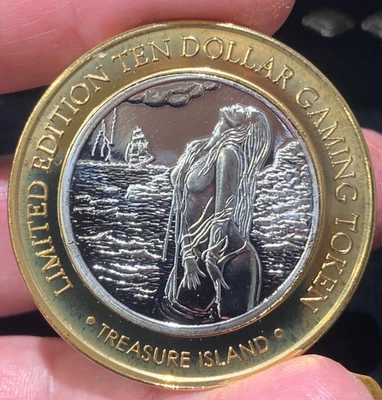 LIMITED EDITION TEN DOLLAR GAMING TOKEN
• TREASURE ISLAND •